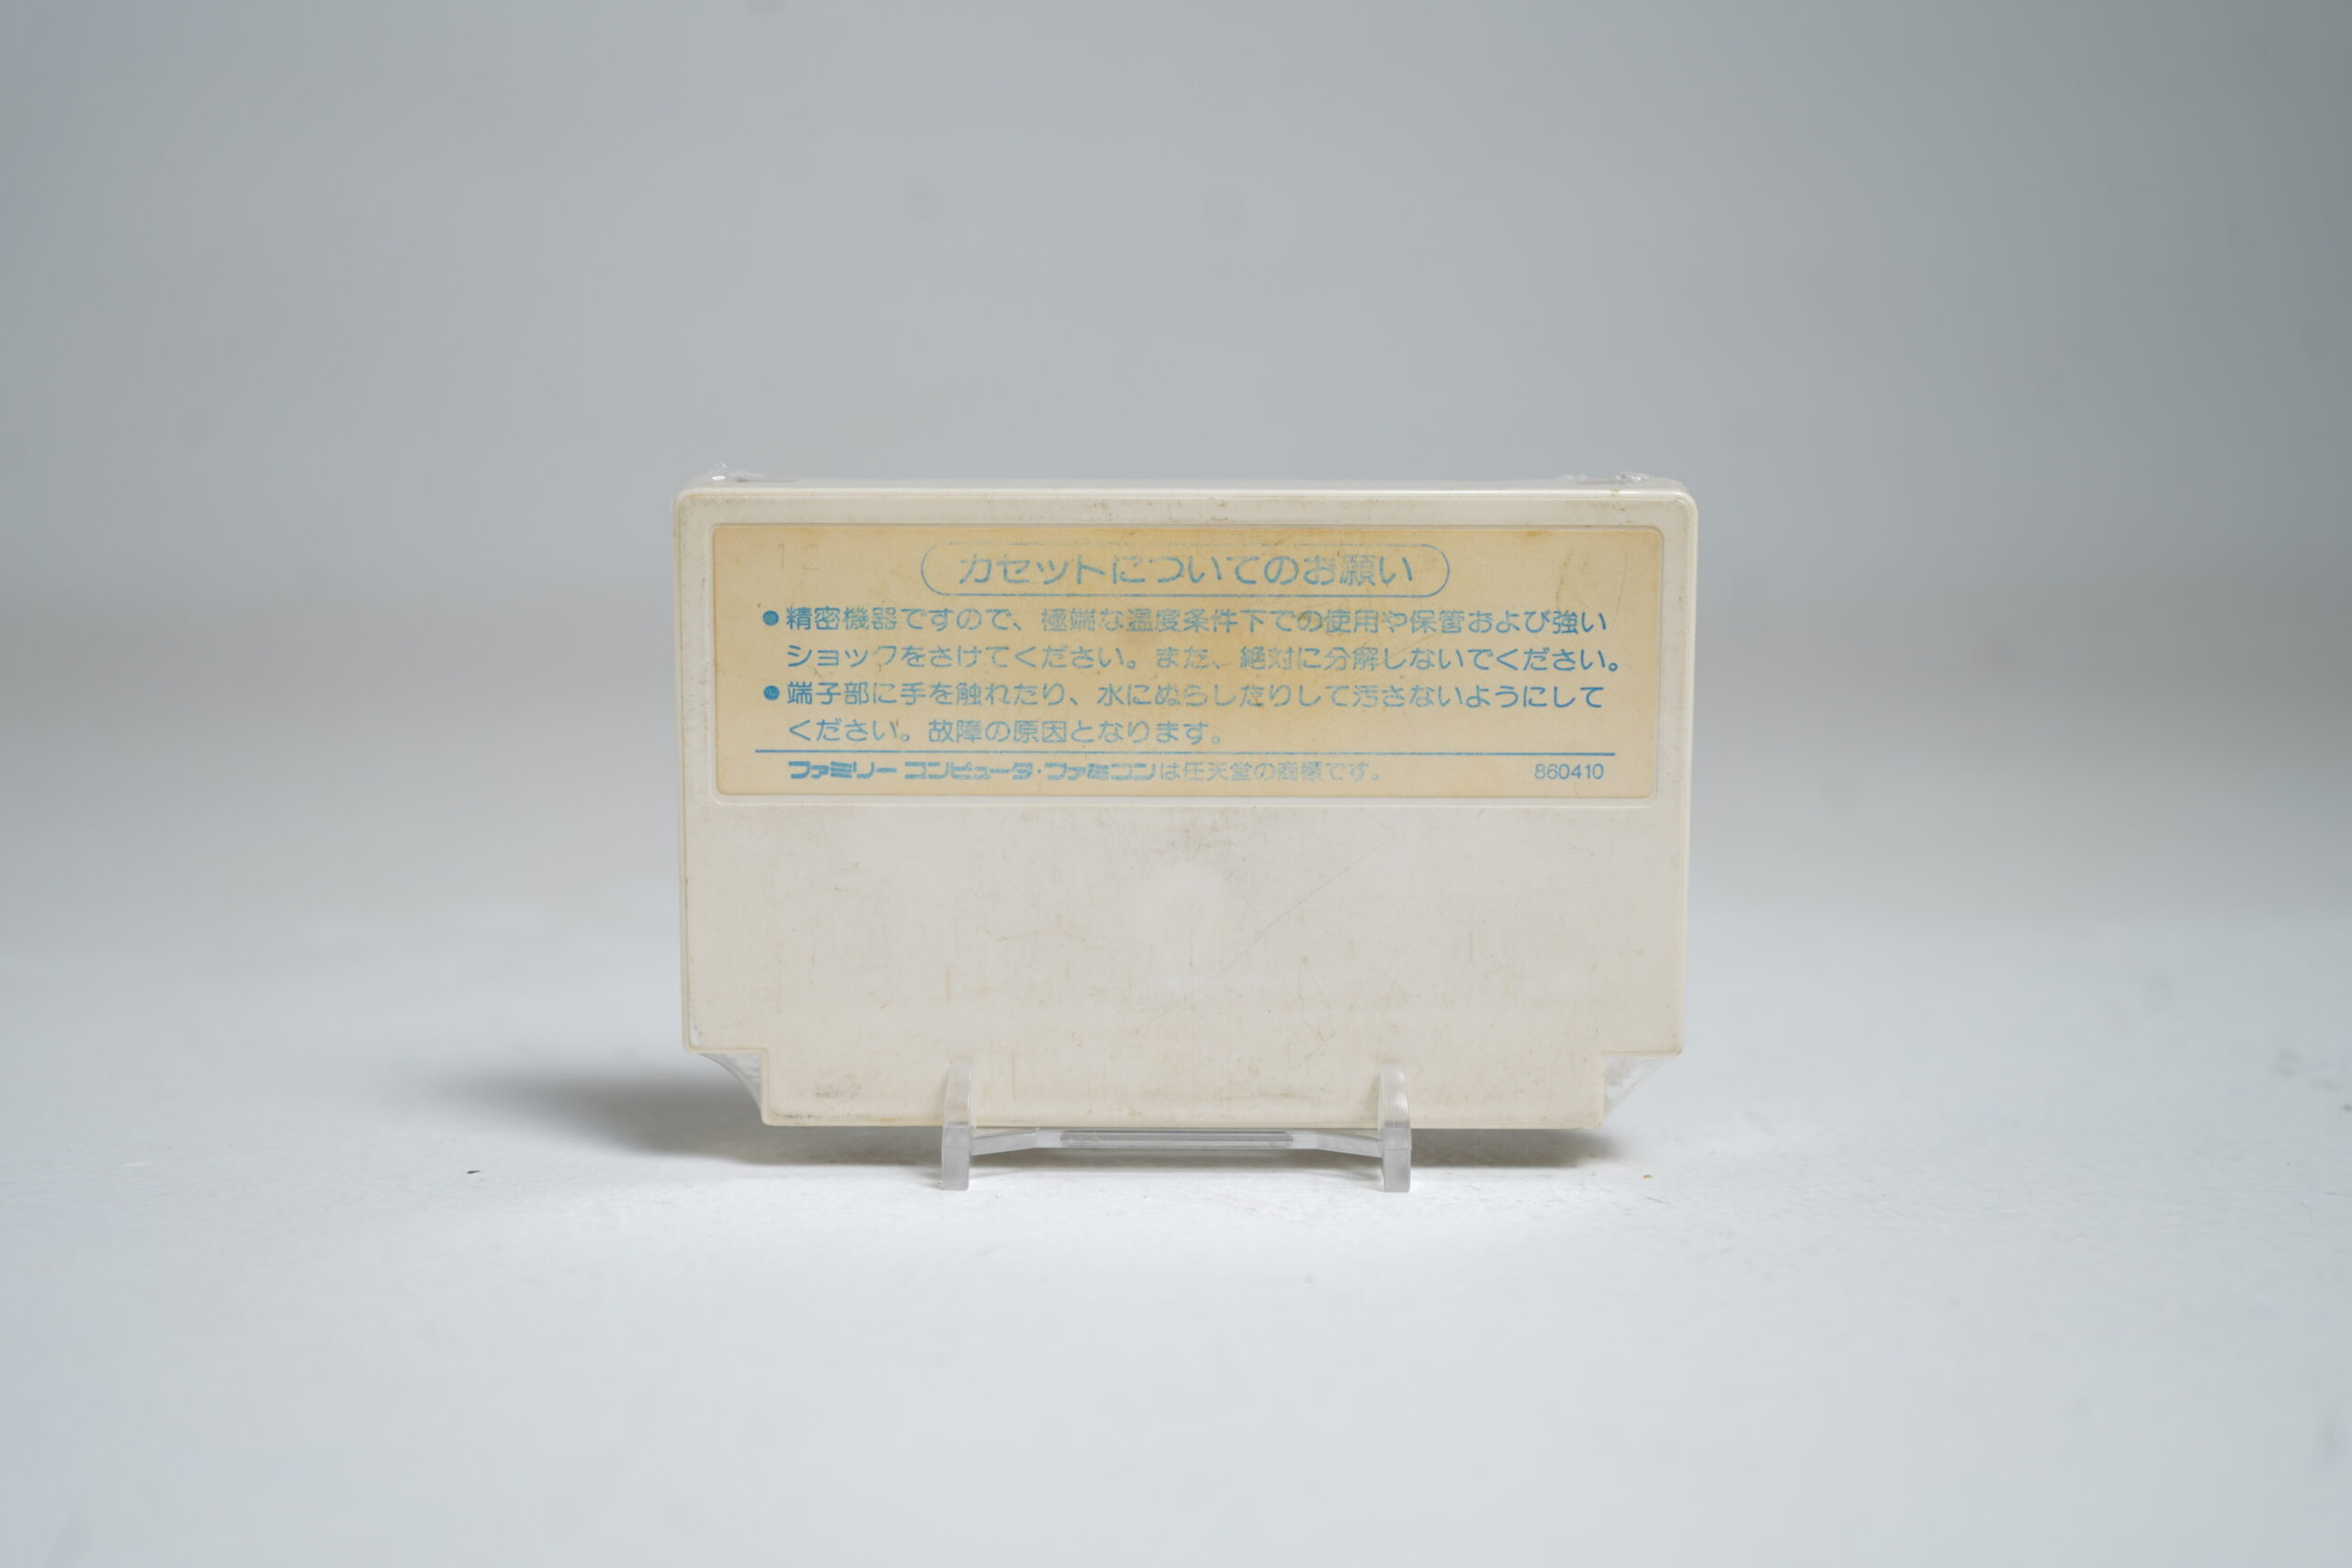 カセットについてのお願い
●精密機器ですので、極端な温度条件下での使用や保管および強い
ショックをさけてください。また、絶対に分解しないでください。
●端子部に手を触れたり、水にぬらしたりして汚さないようにして
ください。故障の原因となります。
ファミリーコンピュータ・ファミコンは任天堂の商標です。 860410